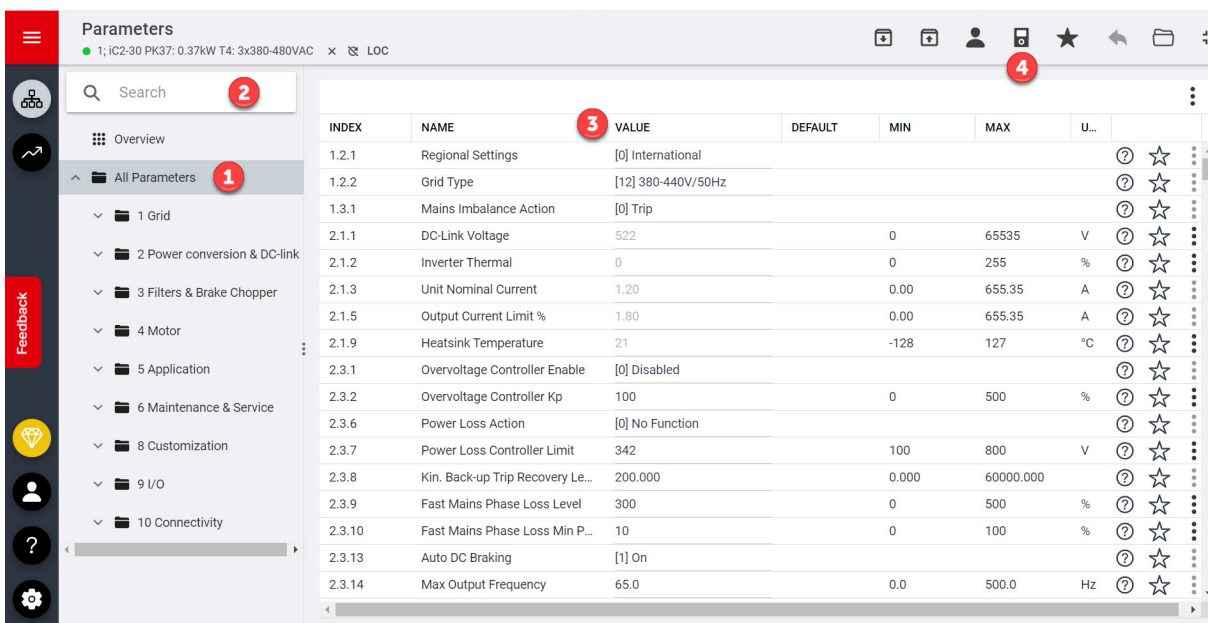 Parameters
1; iC2-30 PK37: 0.37kW T4: 3x380-480VAC LOC
4
Search 2
Overview
All Parameters 1
1 Grid
2 Power conversion & DC-link
3 Filters & Brake Chopper
4 Motor
5 Application
6 Maintenance & Service
8 Customization
9 I/O
10 Connectivity
Feedback
3
INDEX NAME VALUE DEFAULT MIN MAX U...
1.2.1 Regional Settings [0] International
1.2.2 Grid Type [12] 380-440V/50Hz
1.3.1 Mains Imbalance Action [0] Trip
2.1.1 DC-Link Voltage 522 0 65535 V
2.1.2 Inverter Thermal 0 0 255 %
2.1.3 Unit Nominal Current 1.20 0.00 655.35 A
2.1.5 Output Current Limit % 1.80 0.00 655.35 A
2.1.9 Heatsink Temperature 21 -128 127 °C
2.3.1 Overvoltage Controller Enable [0] Disabled
2.3.2 Overvoltage Controller Kp 100 0 500 %
2.3.6 Power Loss Action [0] No Function
2.3.7 Power Loss Controller Limit 342 100 800 V
2.3.8 Kin. Back-up Trip Recovery Le... 200.000 0.000 60000.000
2.3.9 Fast Mains Phase Loss Level 300 0 500 %
2.3.10 Fast Mains Phase Loss Min P... 10 0 100 %
2.3.13 Auto DC Braking [1] On
2.3.14 Max Output Frequency 65.0 0.0 500.0 Hz